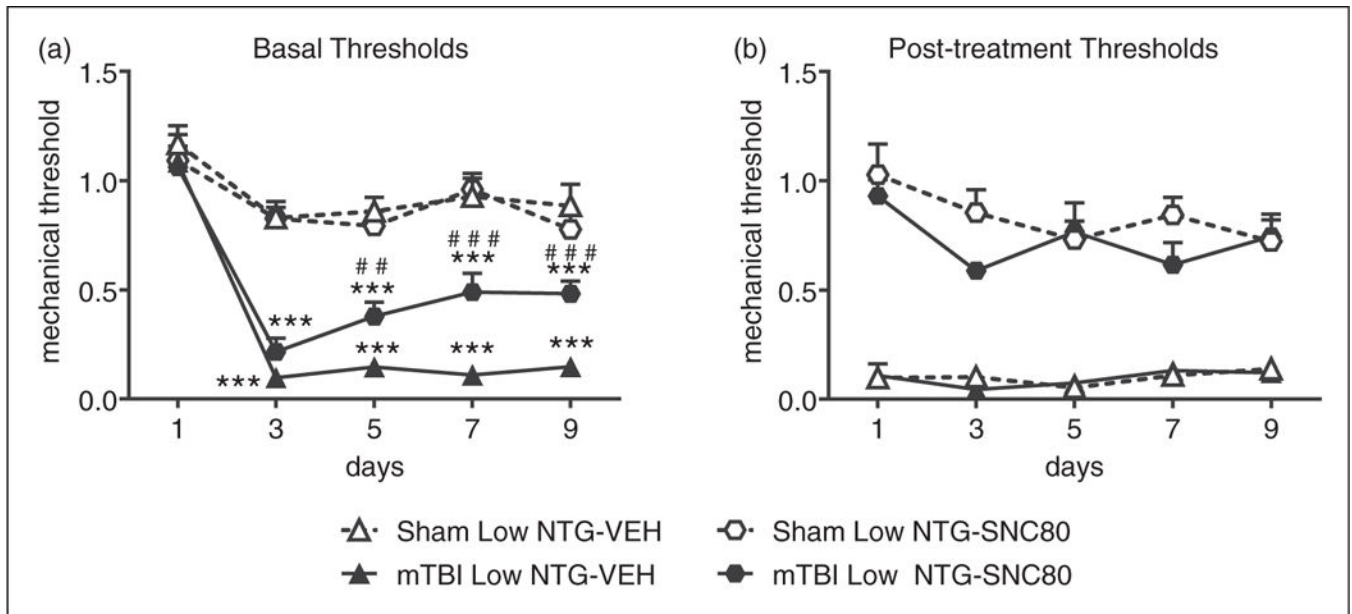 (a) Basal Thresholds
1.5
1.0
0.5
0.0
mechanical threshold
# #
***
# # #
***
# # #
***
***
***
***
***
***
1 3 5 7 9
days
(b) Post-treatment Thresholds
1.5
1.0
0.5
0.0
mechanical threshold
1 3 5 7 9
days
Sham Low NTG-VEH
Sham Low NTG-SNC80
mTBI Low NTG-VEH
mTBI Low NTG-SNC80